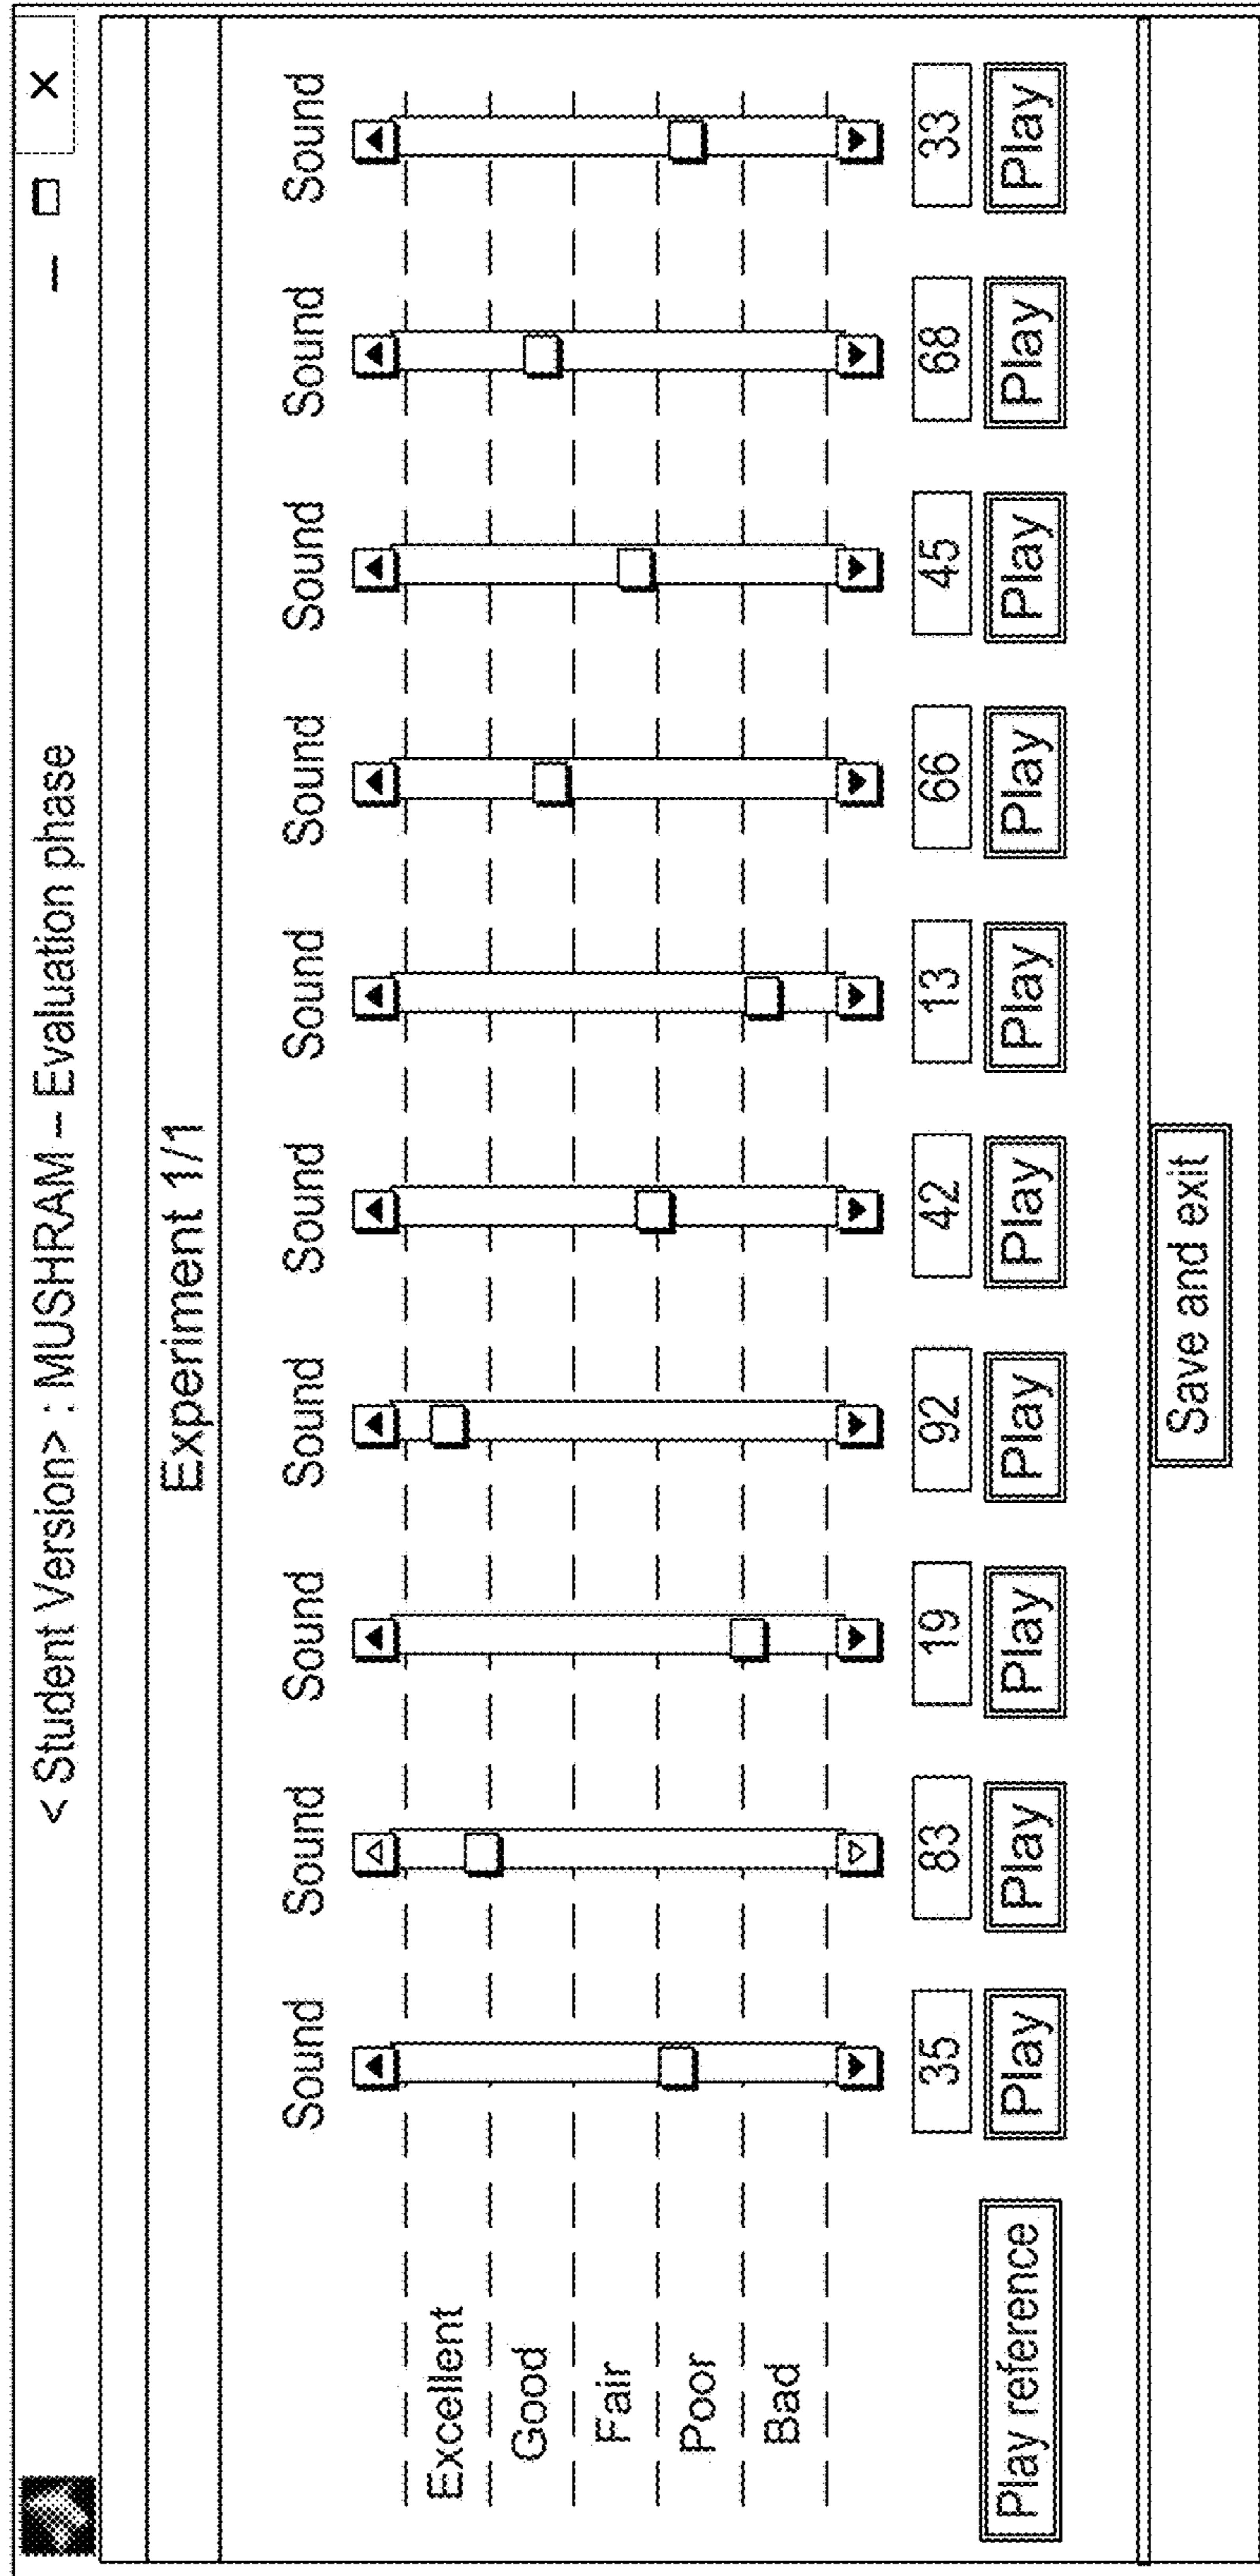 < Student Version> : MUSHRAM – Evaluation phase
Experiment 1/1
Sound Sound Sound Sound Sound Sound Sound Sound Sound Sound
Excellent
Good
Fair
Poor
Bad
35 83 19 92 42 13 66 45 68 33
Play reference Play Play Play Play Play Play Play Play Play Play
Save and exit